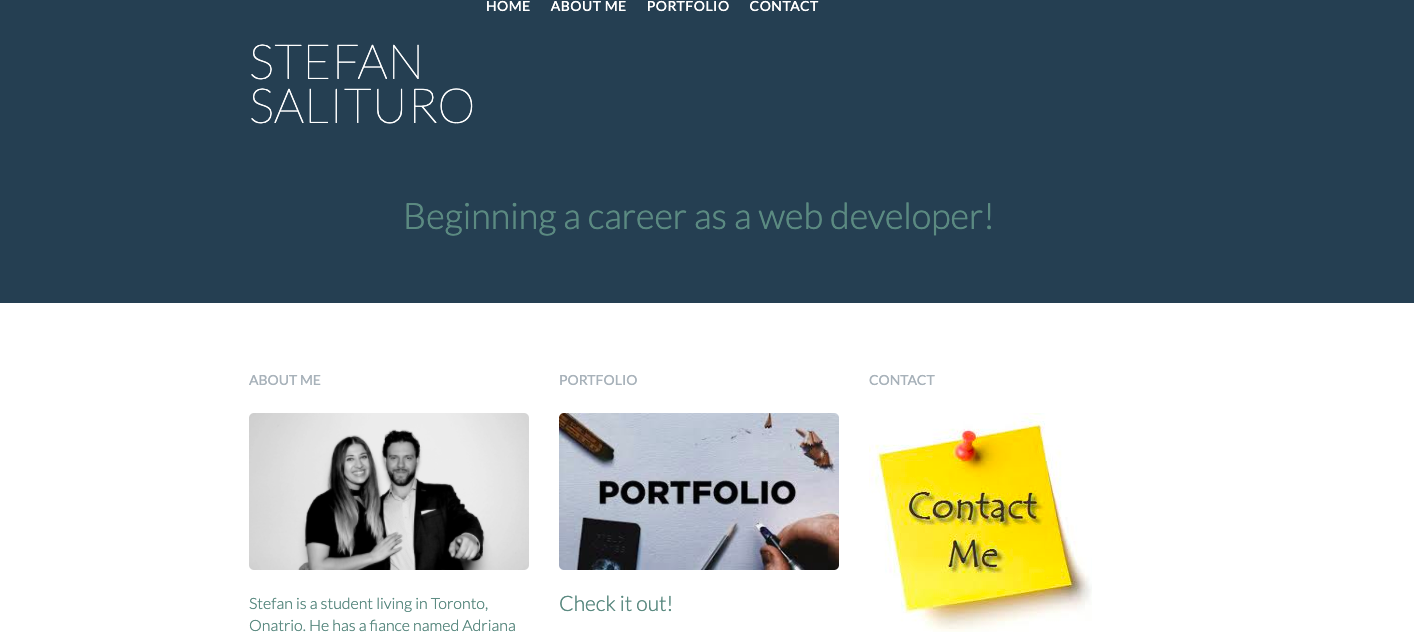 HOME ABOUT ME PORTFOLIO CONTACT
STEFAN
SALITURO
Beginning a career as a web developer!
ABOUT ME
PORTFOLIO
CONTACT
PORTFOLIO
Contact
Me
Stefan is a student living in Toronto,
Onatrio. He has a fiance named Adriana
Check it out!